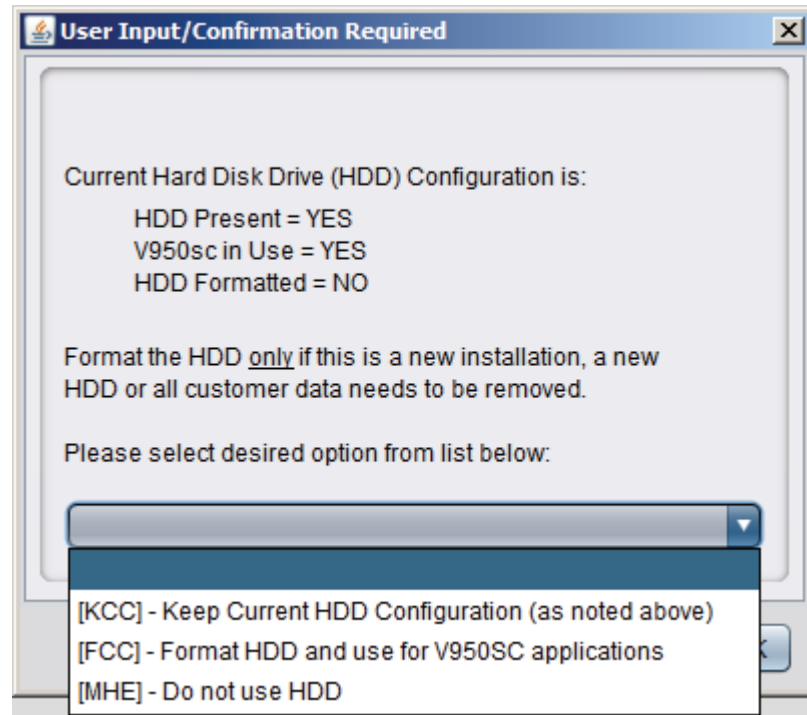 User Input/Confirmation Required
Current Hard Disk Drive (HDD) Configuration is:
HDD Present = YES
V950sc in Use = YES
HDD Formatted = NO
Format the HDD only if this is a new installation, a new
HDD or all customer data needs to be removed.
Please select desired option from list below:
[KCC] - Keep Current HDD Configuration (as noted above)
[FCC] - Format HDD and use for V950SC applications
[MHE] - Do not use HDD